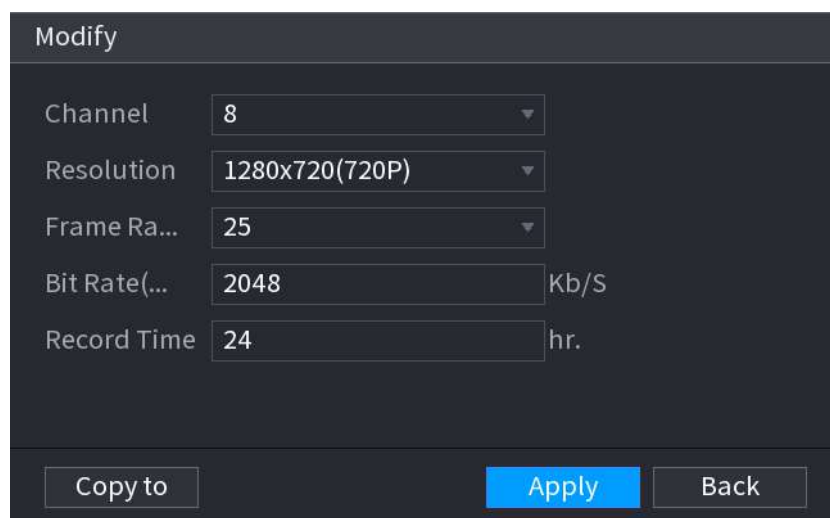 Modify
Channel 8
Resolution 1280x720(720P)
Frame Ra... 25
Bit Rate(... 2048 Kb/S
Record Time 24 hr.
Copy to Apply Back